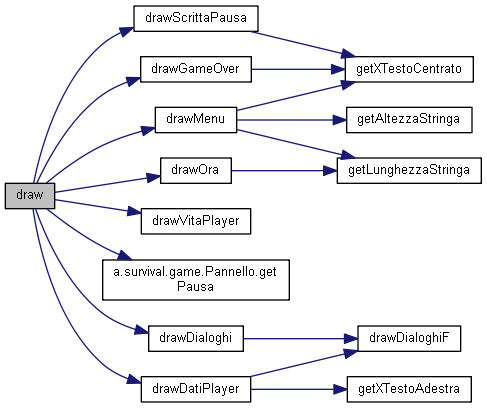 drawScrittaPausa
drawGameOver
getXTestoCentrato
drawMenu
getAltezzaStringa
drawOra
getLunghezzaStringa
draw
drawVitaPlayer
a.survival.game.Pannello.get
Pausa
drawDialoghi
drawDialoghiF
drawDatiPlayer
getXTestoAdestra